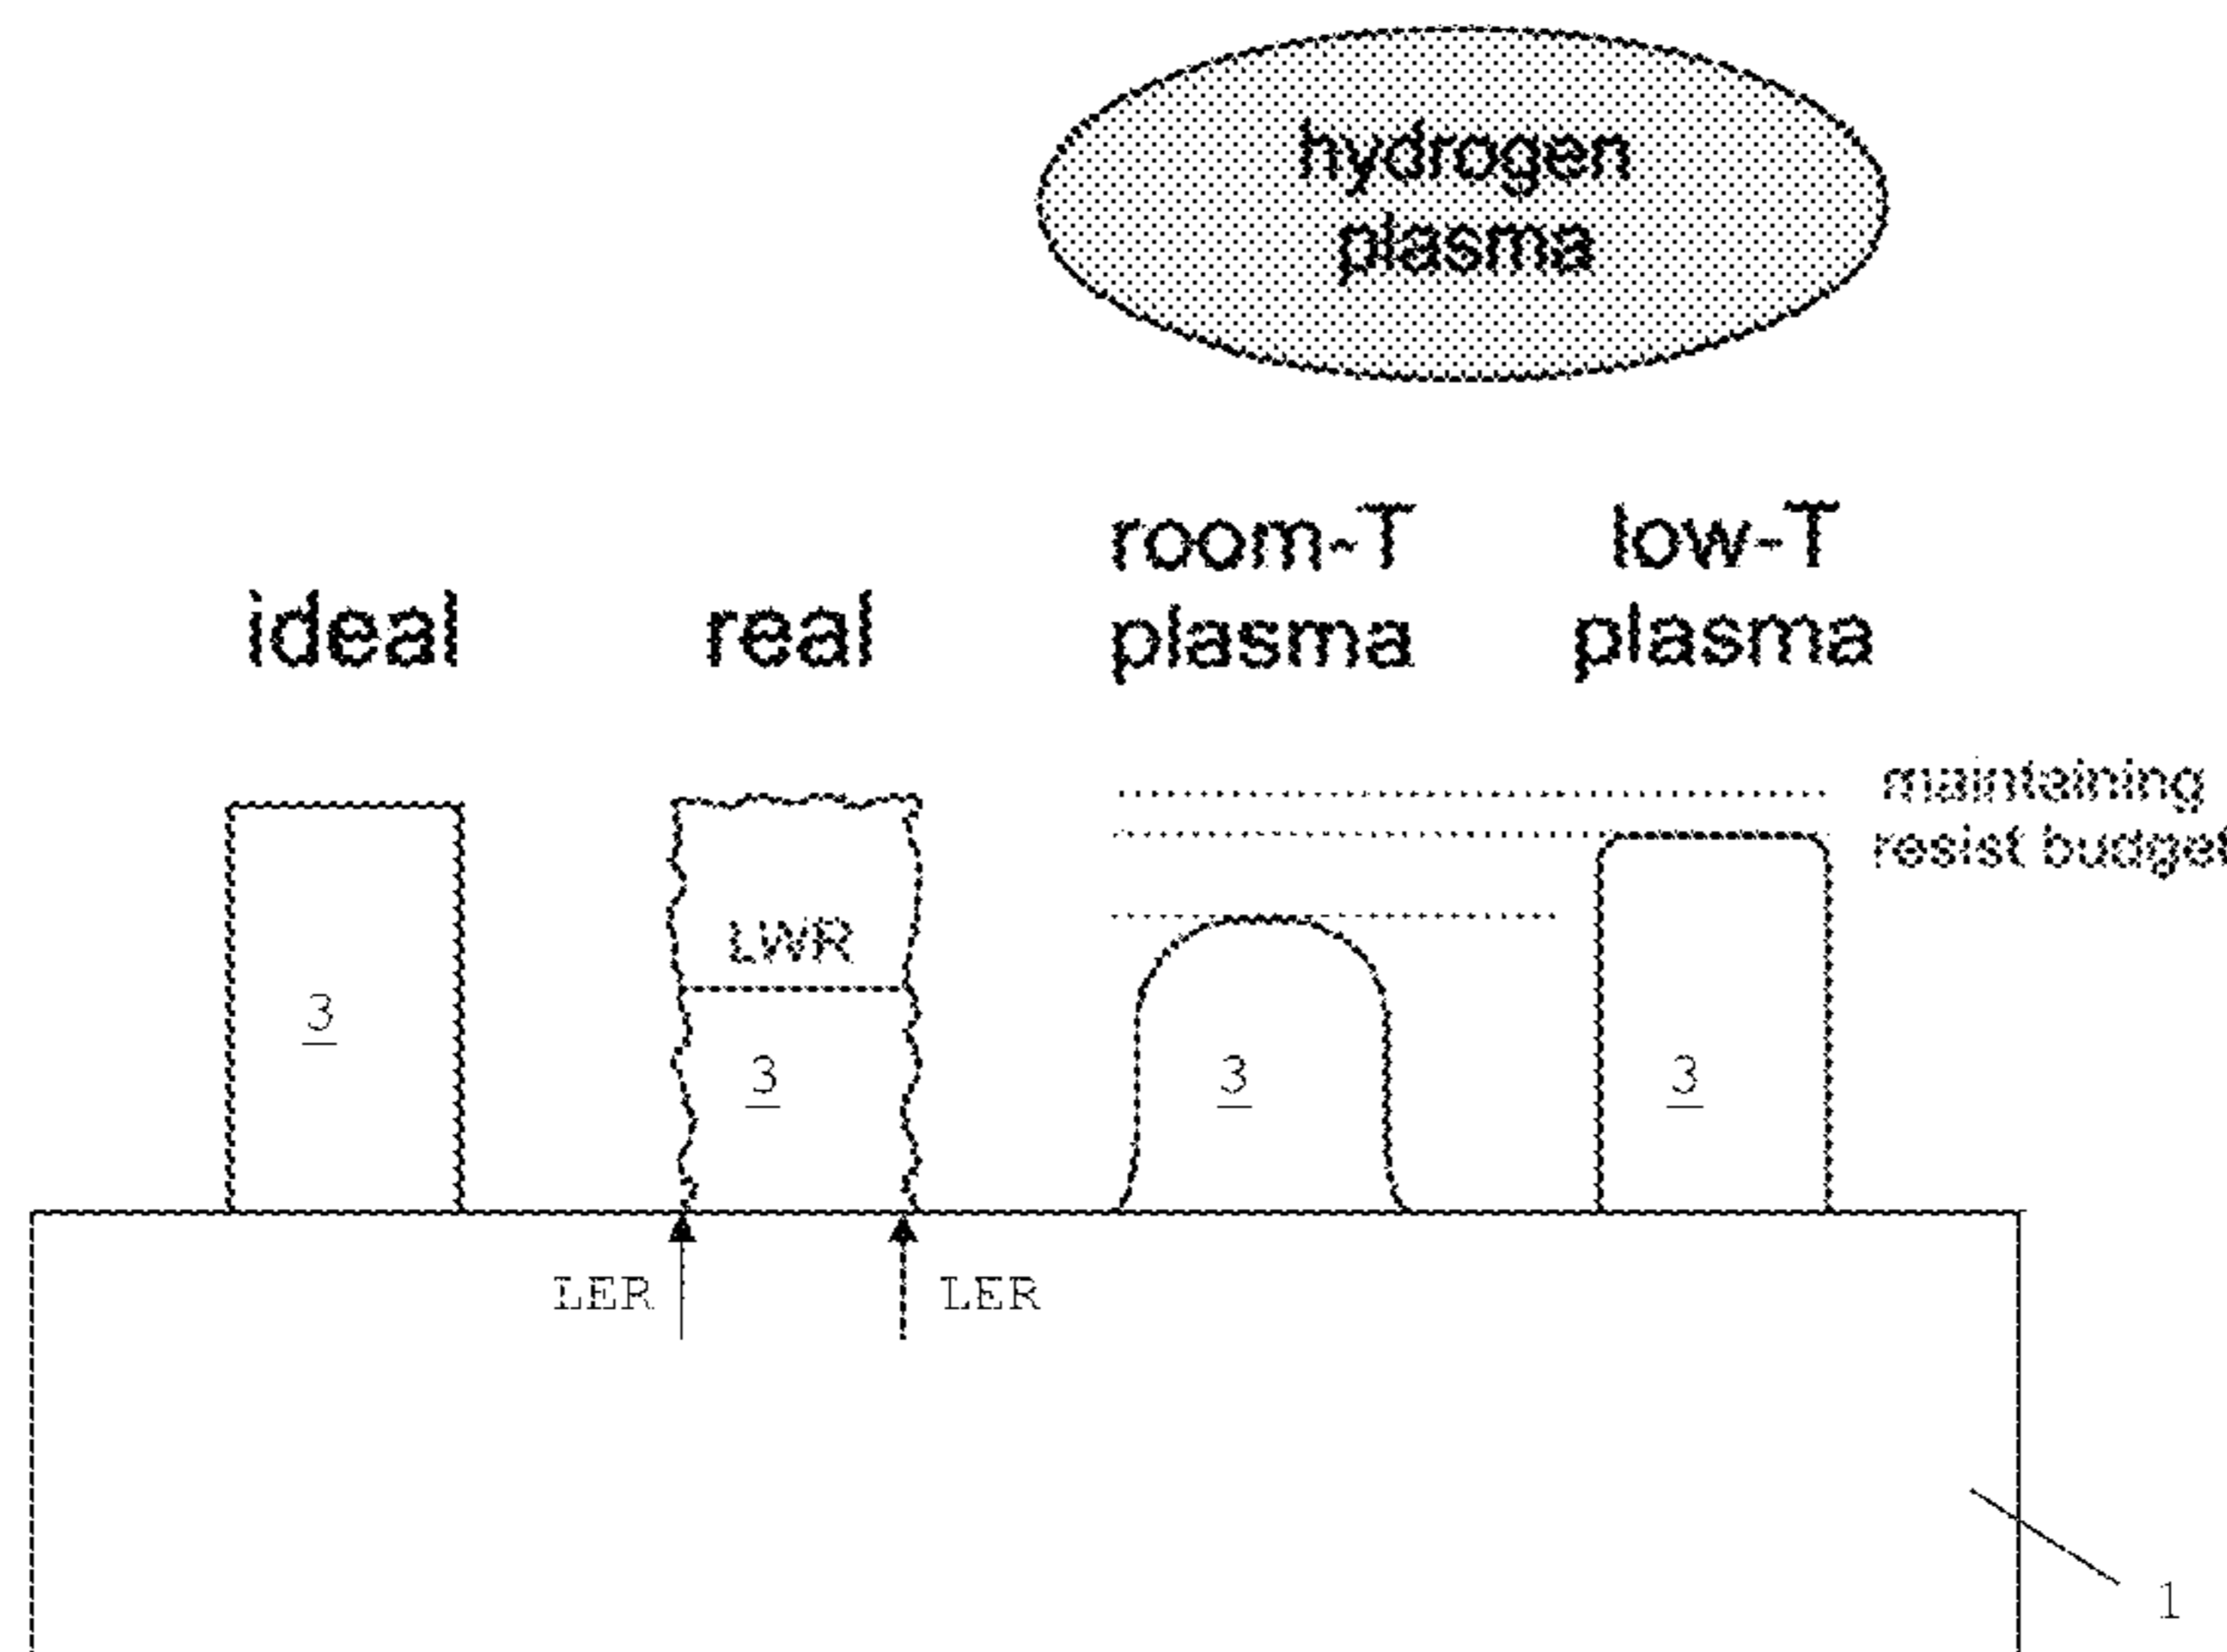 hydrogen
plasma
ideal
real
room-T
plasma
low-T
plasma
maintaining
resist budget
LWR
3
3
3
3
LER
LER
1